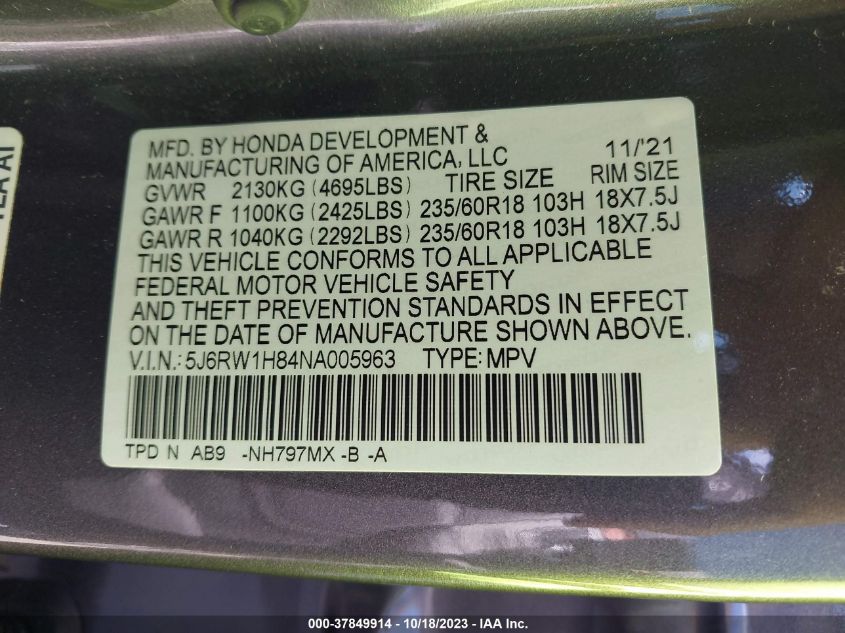 MFD. BY HONDA DEVELOPMENT &
MANUFACTURING OF AMERICA, LLC 11/'21
GVWR 2130KG (4695LBS) TIRE SIZE RIM SIZE
GAWR F 1100KG (2425LBS) 235/60R18 103H 18X7.5J
GAWR R 1040KG (2292LBS) 235/60R18 103H 18X7.5J
THIS VEHICLE CONFORMS TO ALL APPLICABLE
FEDERAL MOTOR VEHICLE SAFETY
AND THEFT PREVENTION STANDARDS IN EFFECT
ON THE DATE OF MANUFACTURE SHOWN ABOVE.
V.I.N.: 5J6RW1H84NA005963 TYPE: MPV
TPD N AB9 -NH797MX -B -A
000-37849914 - 10/18/2023 - IAA Inc.